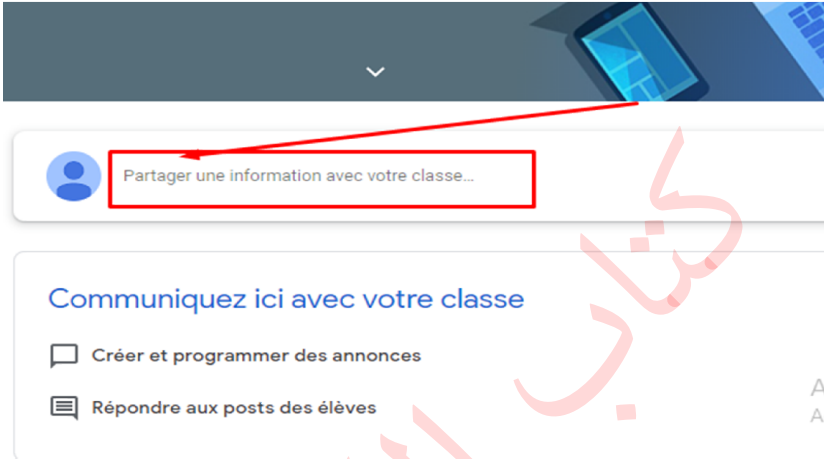 Partager une information avec votre classe...
Communiquez ici avec votre classe
Créer et programmer des annonces
Répondre aux posts des élèves
كتاب